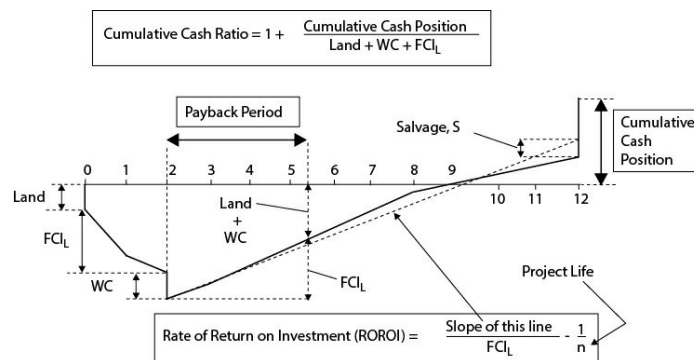 Cumulative Cash Ratio = 1 + Cumulative Cash Position / Land + WC + FCI_L
Payback Period
Salvage, S
Cumulative
Cash
Position
0 1 2 3 4 5 6 7 8 9 10 11 12
Land
Land
+
WC
FCI_L
WC
FCI_L
Project Life
Rate of Return on Investment (ROROI) = Slope of this line / FCI_L - 1 / n